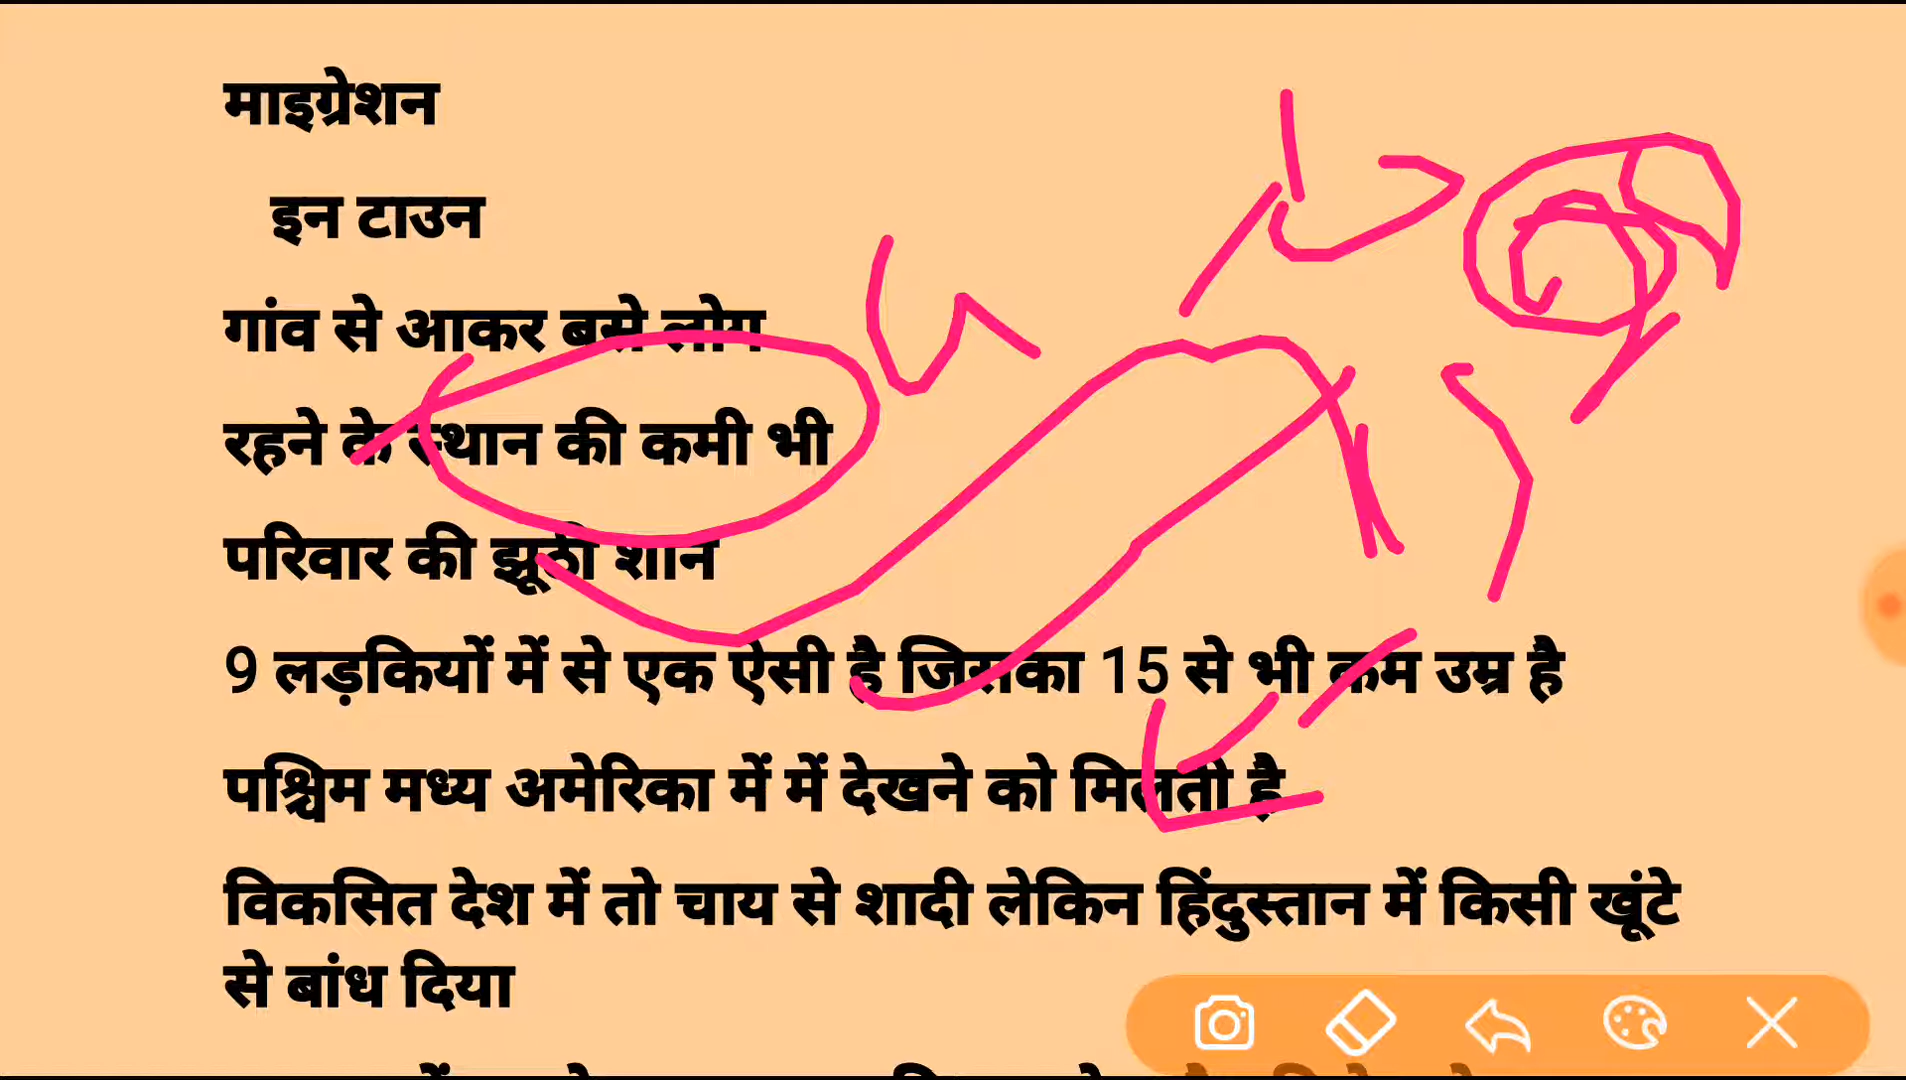 माइग्रेशन
इन टाउन
गांव से आकर बसे लोग
रहने के स्थान की कमी भी
परिवार की झूठी शान
9 लड़कियों में से एक ऐसी है जिसका 15 से भी कम उम्र है
पश्चिम मध्य अमेरिका में में देखने को मिलती है
विकसित देश में तो चाय से शादी लेकिन हिंदुस्तान में किसी खूंटे
से बांध दिया